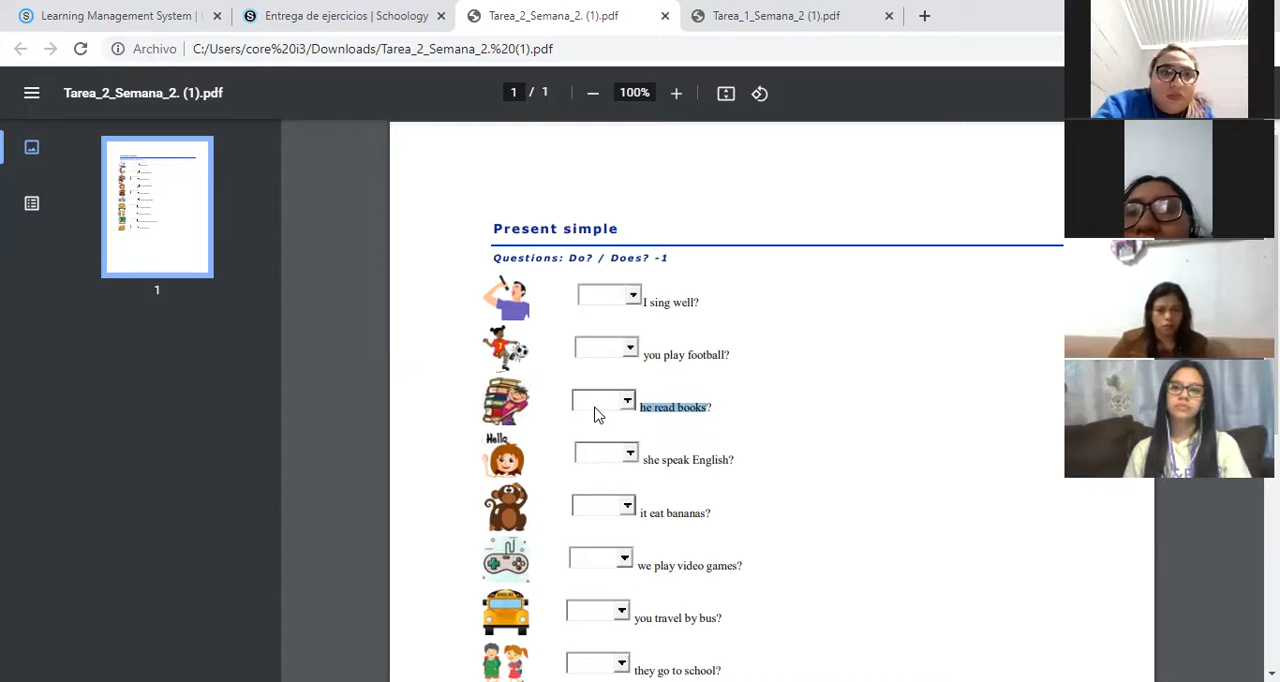 Learning Management System |
Entrega de ejercicios | Schoology
Tarea_2_Semana_2. (1).pdf
Tarea_1_Semana_2 (1).pdf
Archivo
C:/Users/core%20i3/Downloads/Tarea_2_Semana_2.%20(1).pdf
Tarea_2_Semana_2. (1).pdf
1 / 1
100%
1
Present simple
Questions: Do? / Does? -1
I sing well?
you play football?
he read books?
Hello
she speak English?
it eat bananas?
we play video games?
you travel by bus?
they go to school?